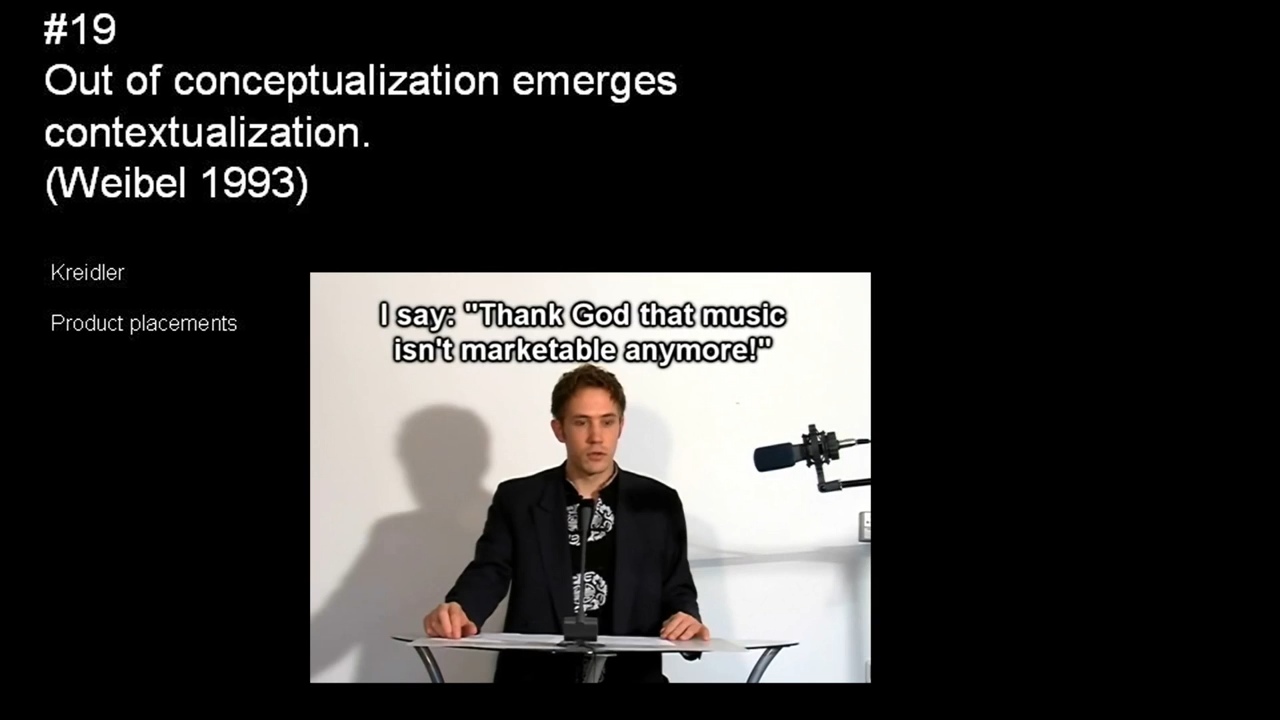 #19
Out of conceptualization emerges
contextualization.
(Weibel 1993)
Kreidler
Product placements
I say: "Thank God that music
isn't marketable anymore!"